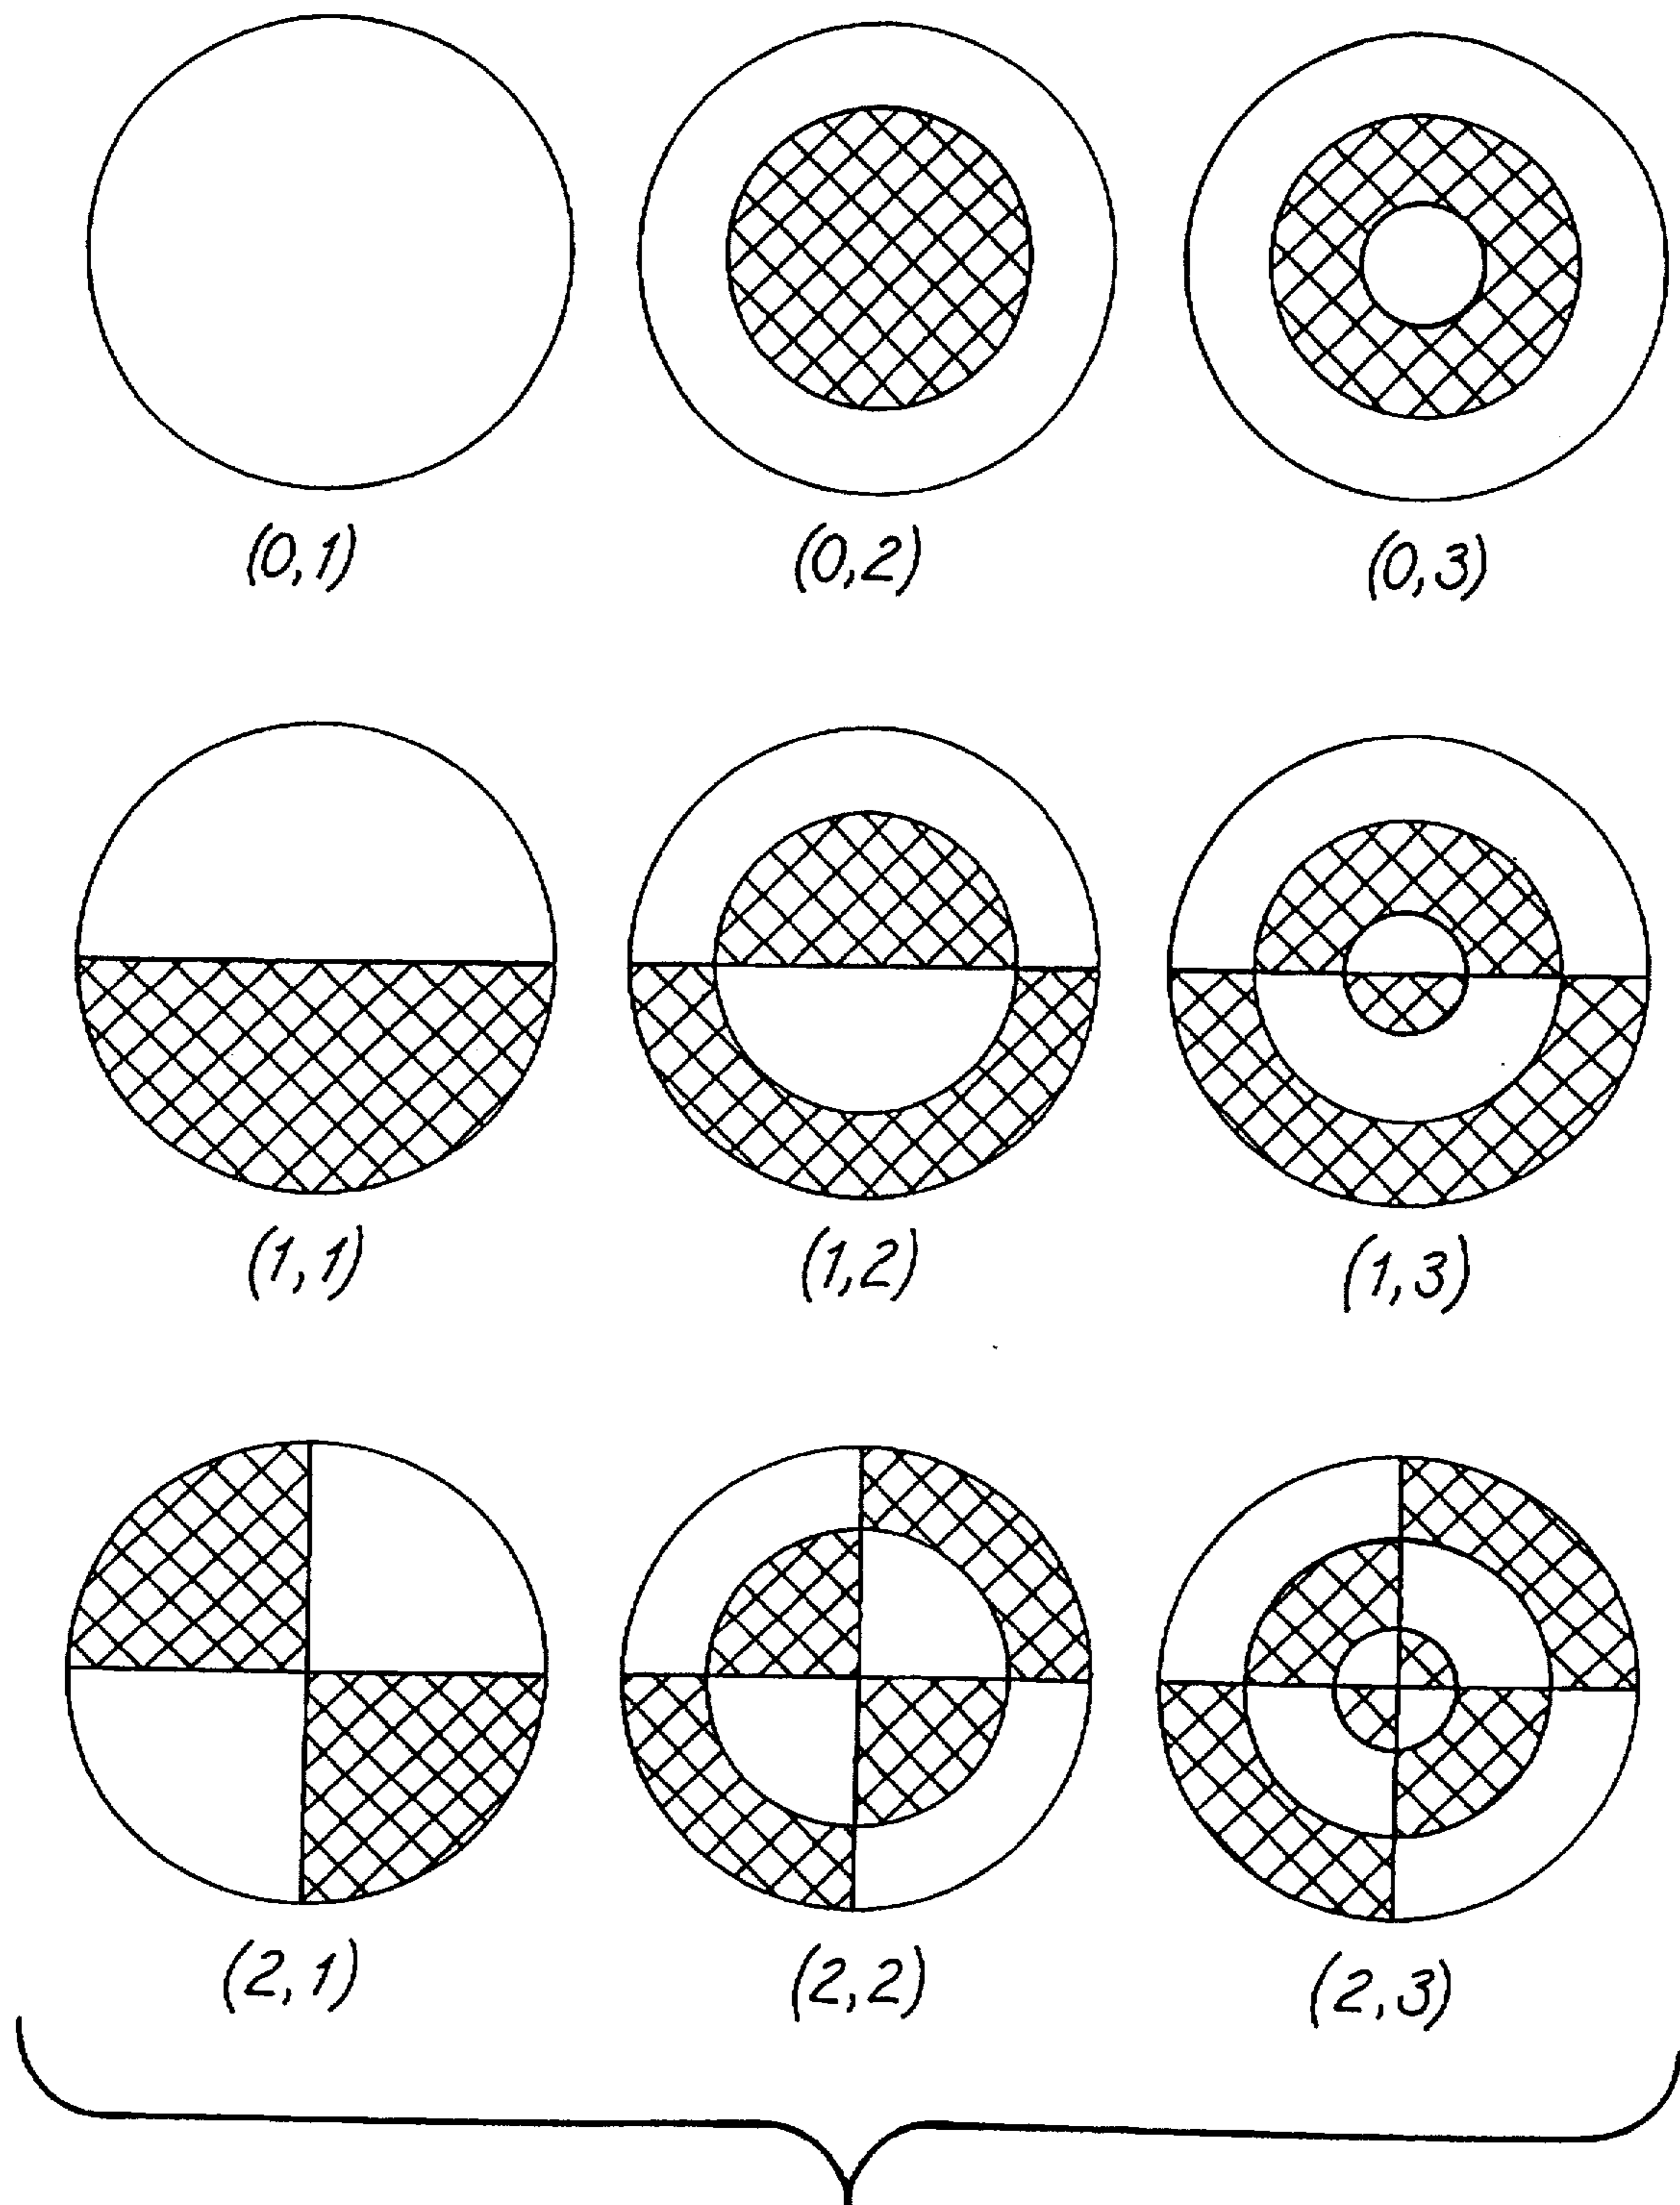 (0,1) (0,2) (0,3)
(1,1) (1,2) (1,3)
(2,1) (2,2) (2,3)